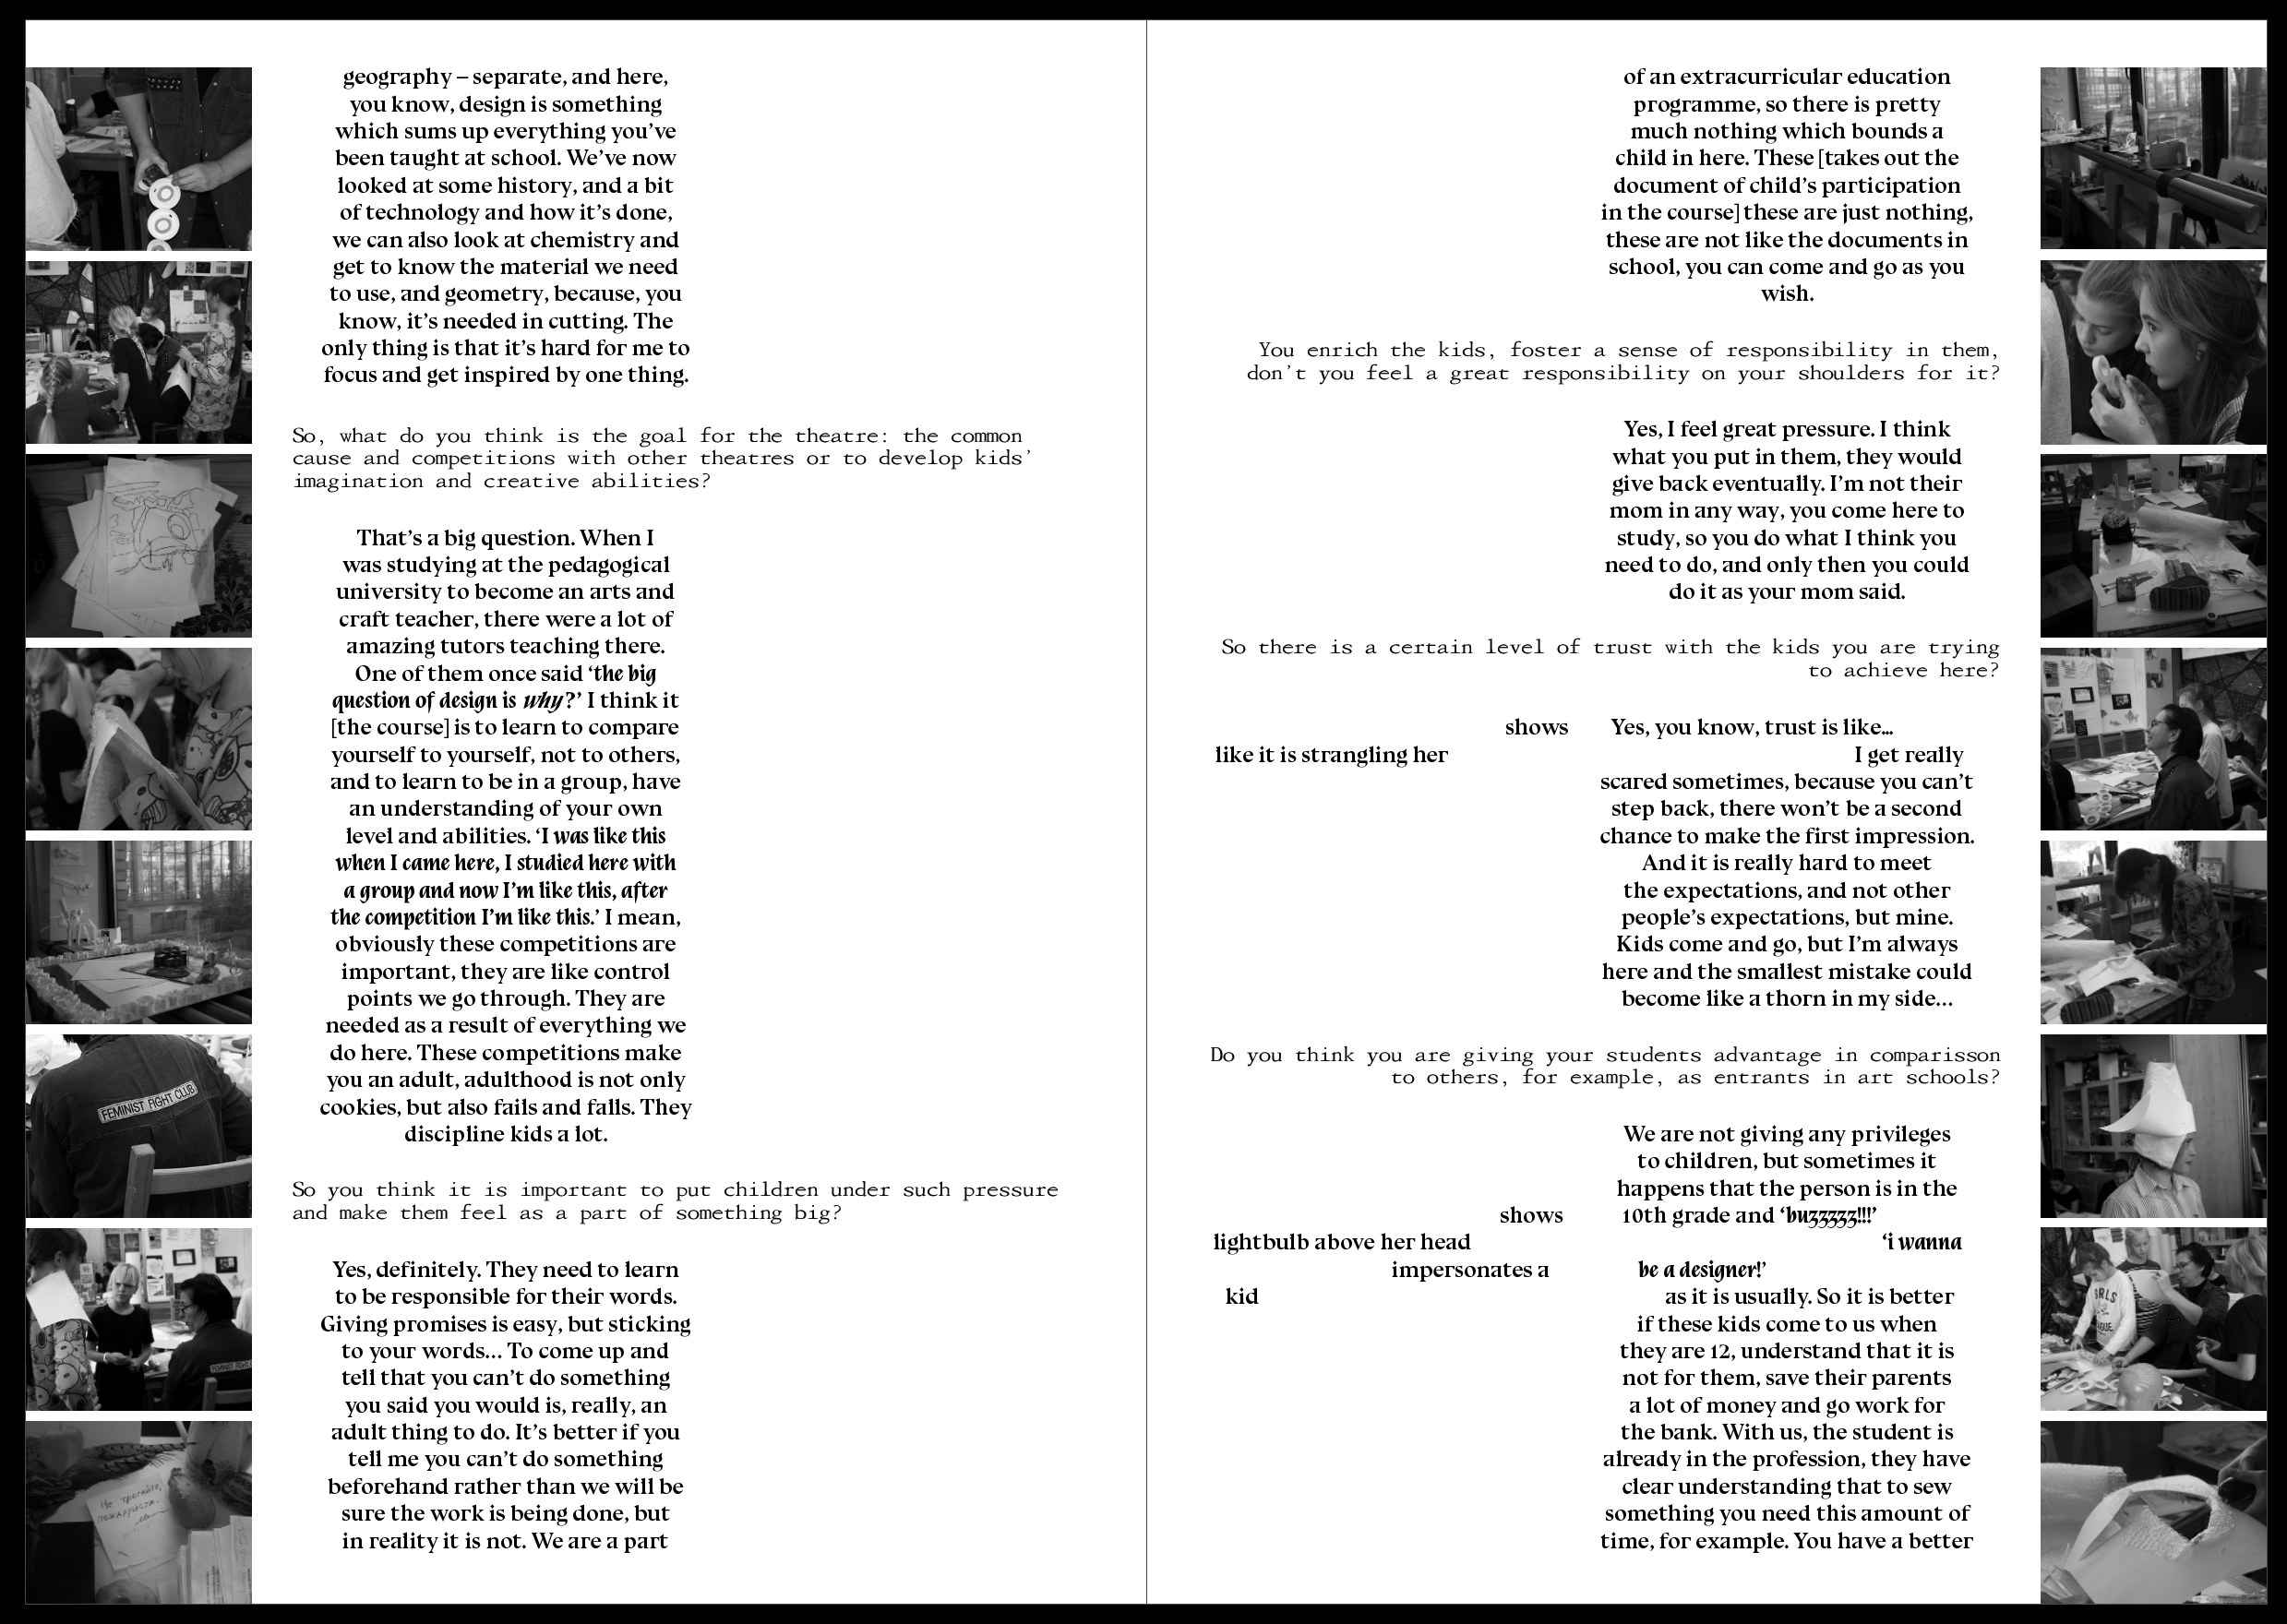 geography – separate, and here,
you know, design is something
which sums up everything you’ve
been taught at school. We’ve now
looked at some history, and a bit
of technology and how it’s done,
we can also look at chemistry and
get to know the material we need
to use, and geometry, because, you
know, it’s needed in cutting. The
only thing is that it’s hard for me to
focus and get inspired by one thing.
So, what do you think is the goal for the theatre: the common
cause and competitions with other theatres or to develop kids’
imagination and creative abilities?
That’s a big question. When I
was studying at the pedagogical
university to become an arts and
craft teacher, there were a lot of
amazing tutors teaching there.
One of them once said ‘the big
question of design is why?’ I think it
[the course] is to learn to compare
yourself to yourself, not to others,
and to learn to be in a group, have
an understanding of your own
level and abilities. ‘I was like this
when I came here, I studied here with
a group and now I’m like this, after
the competition I’m like this.’ I mean,
obviously these competitions are
important, they are like control
points we go through. They are
needed as a result of everything we
do here. These competitions make
you an adult, adulthood is not only
cookies, but also fails and falls. They
discipline kids a lot.
So you think it is important to put children under such pressure
and make them feel as a part of something big?
Yes, definitely. They need to learn
to be responsible for their words.
Giving promises is easy, but sticking
to your words... To come up and
tell that you can’t do something
you said you would is, really, an
adult thing to do. It’s better if you
tell me you can’t do something
beforehand rather than we will be
sure the work is being done, but
in reality it is not. We are a part
FEMINIST FIGHT CLUB
FEMINIST FIGHT
Не трогайте,
пожалуйста.
of an extracurricular education
programme, so there is pretty
much nothing which bounds a
child in here. These [takes out the
document of child’s participation
in the course] these are just nothing,
these are not like the documents in
school, you can come and go as you
wish.
You enrich the kids, foster a sense of responsibility in them,
don’t you feel a great responsibility on your shoulders for it?
Yes, I feel great pressure. I think
what you put in them, they would
give back eventually. I’m not their
mom in any way, you come here to
study, so you do what I think you
need to do, and only then you could
do it as your mom said.
So there is a certain level of trust with the kids you are trying
to achieve here?
shows Yes, you know, trust is like...
like it is strangling her I get really
scared sometimes, because you can’t
step back, there won’t be a second
chance to make the first impression.
And it is really hard to meet
the expectations, and not other
people’s expectations, but mine.
Kids come and go, but I’m always
here and the smallest mistake could
become like a thorn in my side...
Do you think you are giving your students advantage in comparisson
to others, for example, as entrants in art schools?
We are not giving any privileges
to children, but sometimes it
happens that the person is in the
shows 10th grade and ‘buzzzzz!!!’
lightbulb above her head ‘i wanna
impersonates a be a designer!’
kid as it is usually. So it is better
if these kids come to us when
they are 12, understand that it is
not for them, save their parents
a lot of money and go work for
the bank. With us, the student is
already in the profession, they have
clear understanding that to sew
something you need this amount of
time, for example. You have a better